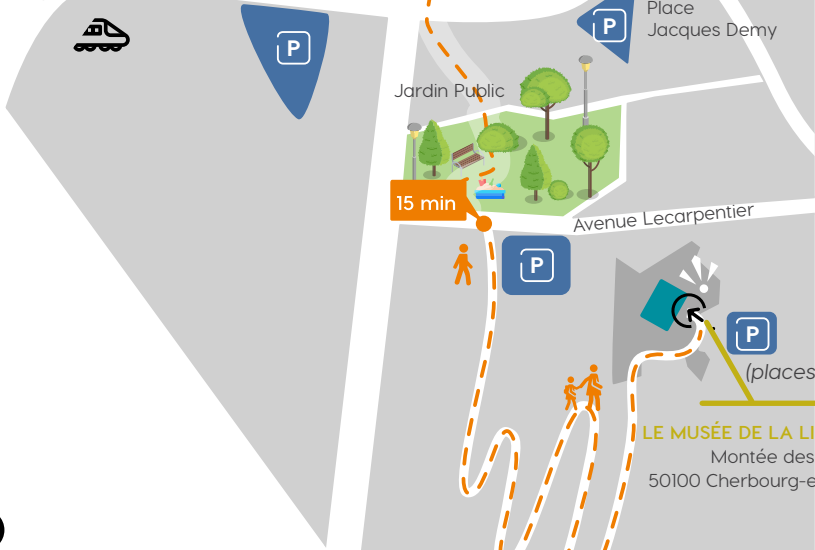 P
P
Place
Jacques Demy
Jardin Public
15 min
Avenue Lecarpentier
P
P
(places
LE MUSÉE DE LA LI
Montée des
50100 Cherbourg-e